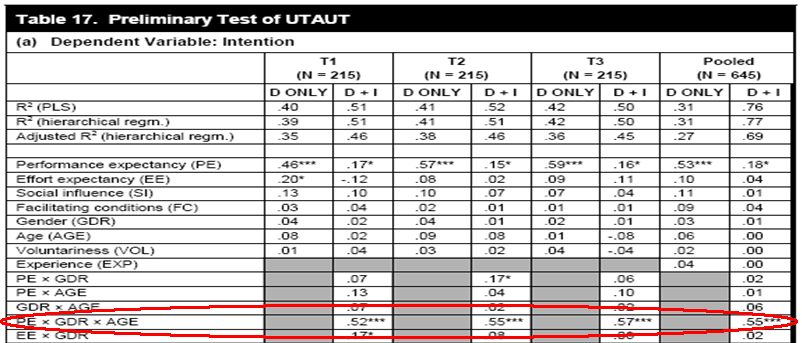 Table 17. Preliminary Test of UTAUT
(a) Dependent Variable: Intention
T1 T2 T3 Pooled
(N = 215) (N = 215) (N = 215) (N = 645)
D ONLY D + I D ONLY D + I D ONLY D + I D ONLY D + I
R² (PLS) .40 .51 .41 .52 .42 .50 .31 .76
R² (hierarchical regrn.) .39 .51 .41 .51 .42 .50 .31 .77
Adjusted R² (hierarchical regrn.) .35 .46 .38 .46 .36 .45 .27 .69
Performance expectancy (PE) .46*** .17* .57*** .15* .59*** .16* .53*** .18*
Effort expectancy (EE) .20* -.12 .08 .02 .09 .11 .10 .04
Social influence (SI) .13 .10 .10 .07 .07 .04 .11 .01
Facilitating conditions (FC) .03 .04 .02 .01 .01 .01 .09 .04
Gender (GDR) .04 .02 .04 .01 .02 .01 .03 .01
Age (AGE) .08 .02 .09 .08 .01 -.08 .06 .00
Voluntariness (VOL) .01 .04 .03 .02 .04 -.04 .02 .00
Experience (EXP) .04 .00
PE × GDR .07 .17* .06 .02
PE × AGE .13 .04 .10 .01
GDR × AGE .07 .02 .02 .06
PE × GDR × AGE .52*** .55*** .57*** .55***
EE × GDR .17* .08 .02